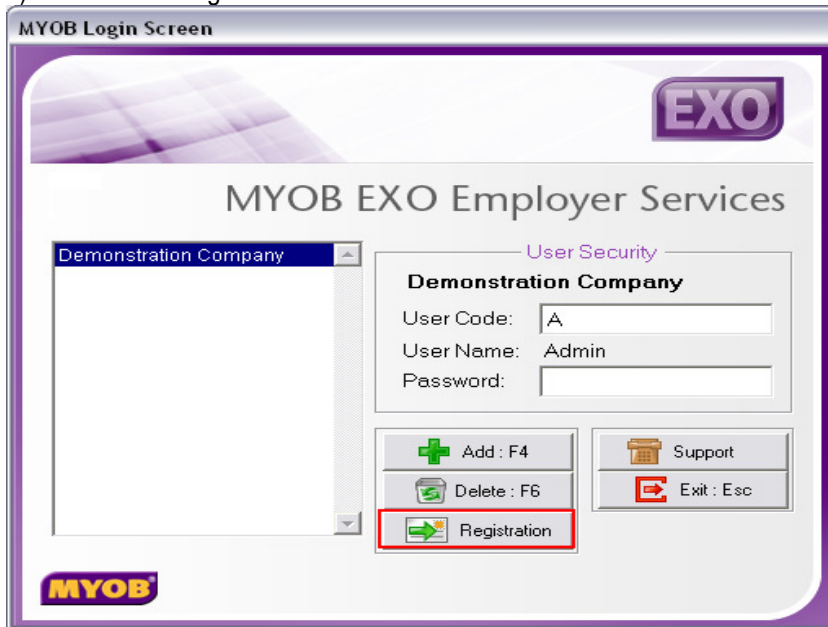 MYOB Login Screen
EXO
MYOB EXO Employer Services
Demonstration Company
User Security
Demonstration Company
User Code: A
User Name: Admin
Password:
Add : F4
Support
Delete : F6
Exit : Esc
Registration
MYOB